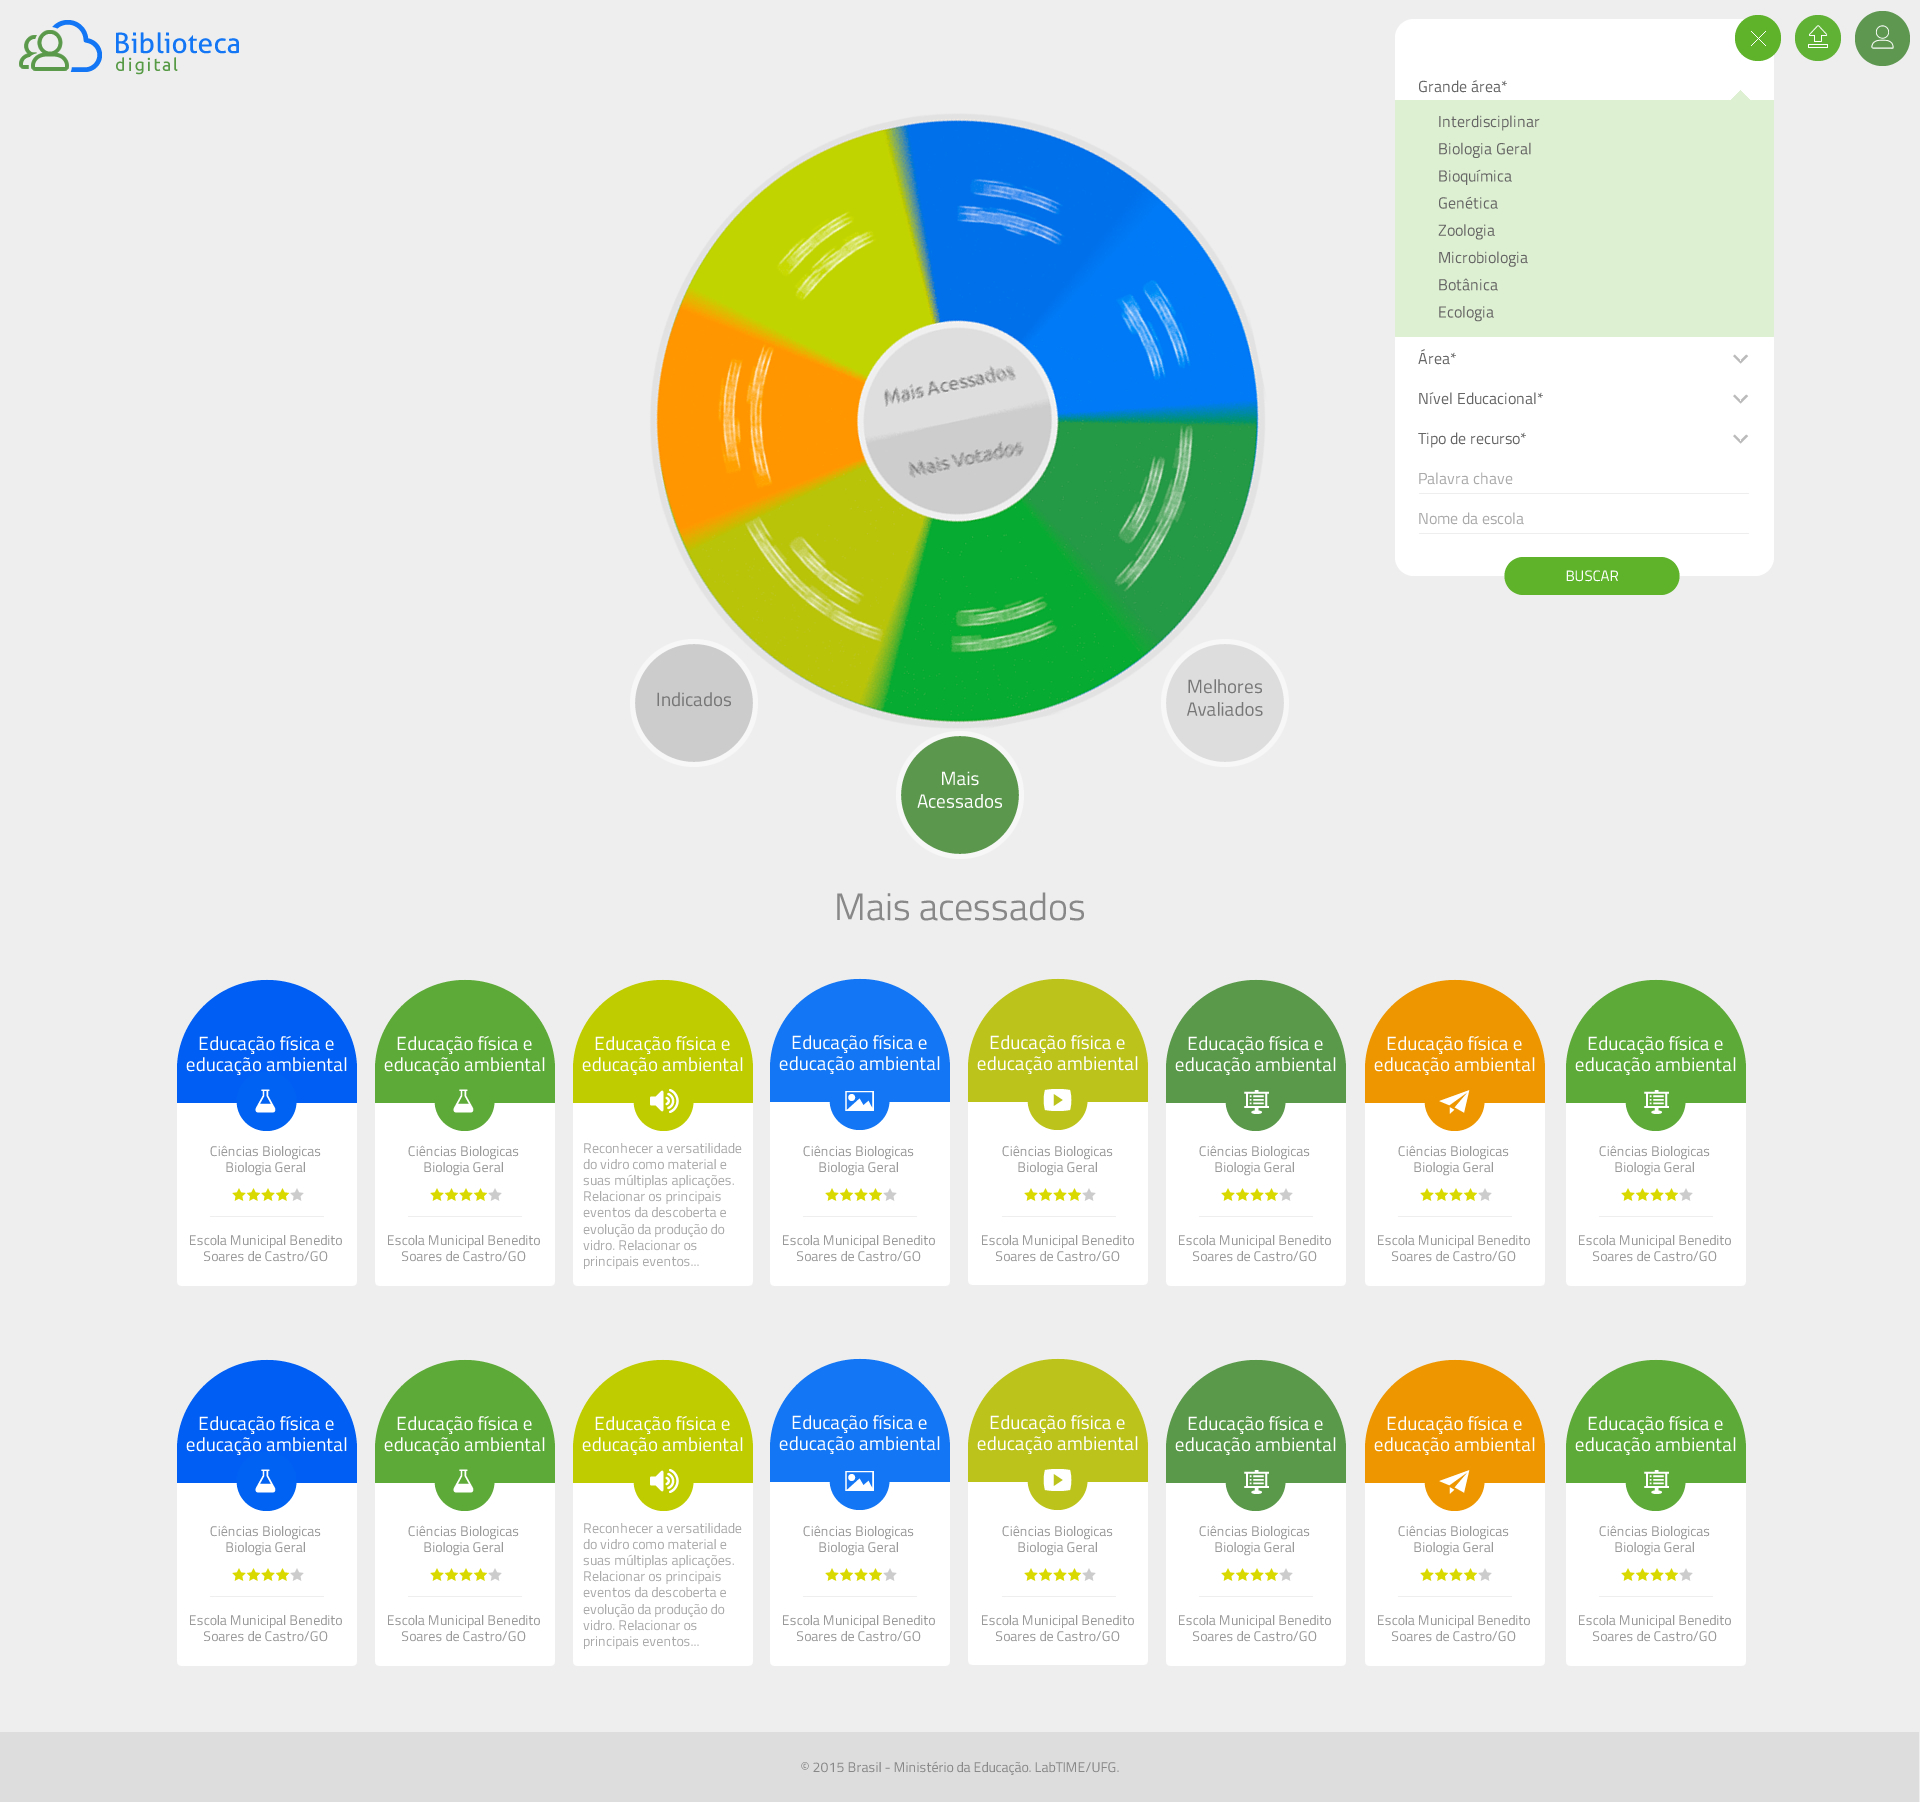 Biblioteca
digital
Grande área*
Interdisciplinar
Biologia Geral
Bioquímica
Genética
Zoologia
Microbiologia
Botânica
Ecologia
Área*
Nível Educacional*
Tipo de recurso*
Palavra chave
Nome da escola
BUSCAR
Mais Acessados
Mais Votados
Indicados
Melhores
Avaliados
Mais
Acessados
Mais acessados
Educação física e
educação ambiental
Ciências Biologicas
Biologia Geral
Escola Municipal Benedito
Soares de Castro/GO
Educação física e
educação ambiental
Ciências Biologicas
Biologia Geral
Escola Municipal Benedito
Soares de Castro/GO
Educação física e
educação ambiental
Reconhecer a versatilidade
do vidro como material e
suas múltiplas aplicações.
Relacionar os principais
eventos da descoberta e
evolução da produção do
vidro. Relacionar os
principais eventos...
Educação física e
educação ambiental
Ciências Biologicas
Biologia Geral
Escola Municipal Benedito
Soares de Castro/GO
Educação física e
educação ambiental
Ciências Biologicas
Biologia Geral
Escola Municipal Benedito
Soares de Castro/GO
Educação física e
educação ambiental
Ciências Biologicas
Biologia Geral
Escola Municipal Benedito
Soares de Castro/GO
Educação física e
educação ambiental
Ciências Biologicas
Biologia Geral
Escola Municipal Benedito
Soares de Castro/GO
Educação física e
educação ambiental
Ciências Biologicas
Biologia Geral
Escola Municipal Benedito
Soares de Castro/GO
Educação física e
educação ambiental
Ciências Biologicas
Biologia Geral
Escola Municipal Benedito
Soares de Castro/GO
Educação física e
educação ambiental
Ciências Biologicas
Biologia Geral
Escola Municipal Benedito
Soares de Castro/GO
Educação física e
educação ambiental
Reconhecer a versatilidade
do vidro como material e
suas múltiplas aplicações.
Relacionar os principais
eventos da descoberta e
evolução da produção do
vidro. Relacionar os
principais eventos...
Educação física e
educação ambiental
Ciências Biologicas
Biologia Geral
Escola Municipal Benedito
Soares de Castro/GO
Educação física e
educação ambiental
Ciências Biologicas
Biologia Geral
Escola Municipal Benedito
Soares de Castro/GO
Educação física e
educação ambiental
Ciências Biologicas
Biologia Geral
Escola Municipal Benedito
Soares de Castro/GO
Educação física e
educação ambiental
Ciências Biologicas
Biologia Geral
Escola Municipal Benedito
Soares de Castro/GO
Educação física e
educação ambiental
Ciências Biologicas
Biologia Geral
Escola Municipal Benedito
Soares de Castro/GO
© 2015 Brasil - Ministério da Educação. LabTIME/UFG.